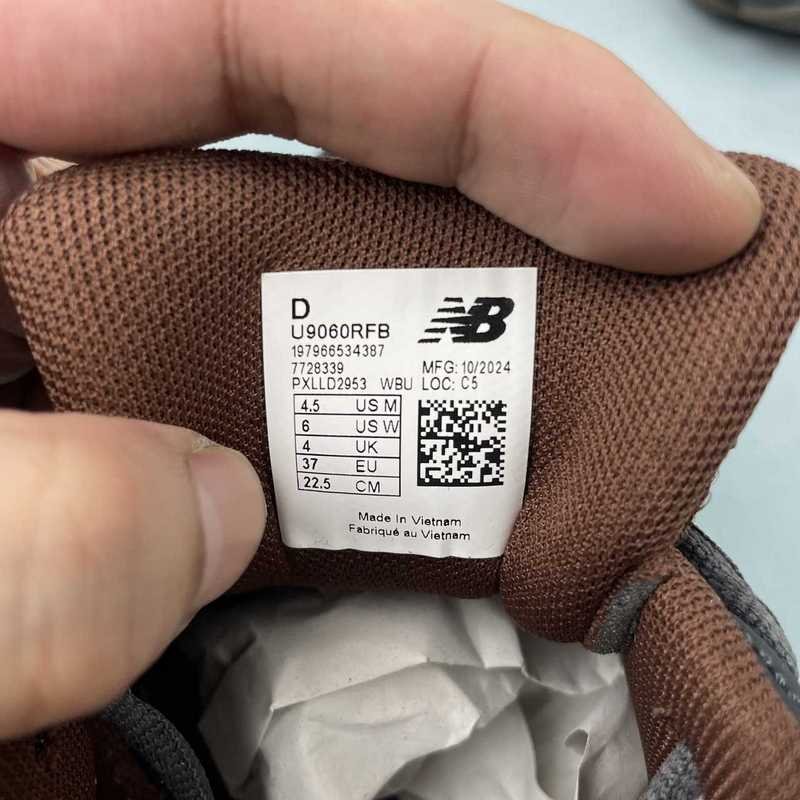 D
NB
U9060RFB
197966534387
7728339 MFG: 10/2024
PXLLD2953 WBU LOC: C5
4.5 US M
6 US W
4 UK
37 EU
22.5 CM
Made In Vietnam
Fabriqué au Vietnam